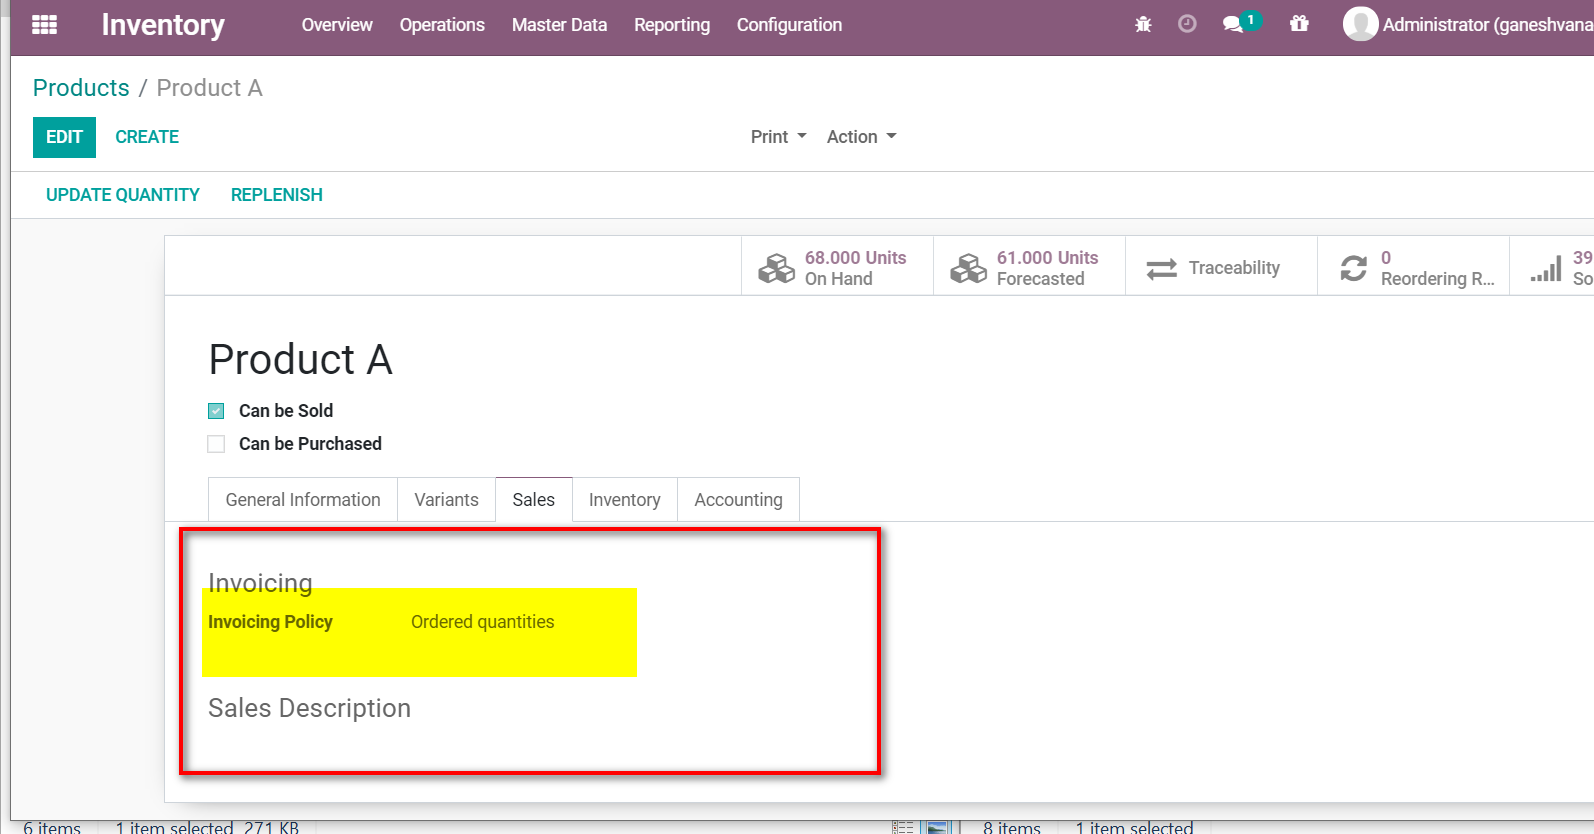 Inventory Overview Operations Master Data Reporting Configuration 1 Administrator (ganeshvana
Products / Product A
EDIT CREATE Print Action
UPDATE QUANTITY REPLENISH
68.000 Units 61.000 Units 0 39
On Hand Forecasted Traceability Reordering R... So
Product A
Can be Sold
Can be Purchased
General Information Variants Sales Inventory Accounting
Invoicing
Invoicing Policy Ordered quantities
Sales Description
6 items 1 item selected 271 KB 8 items 1 item selected